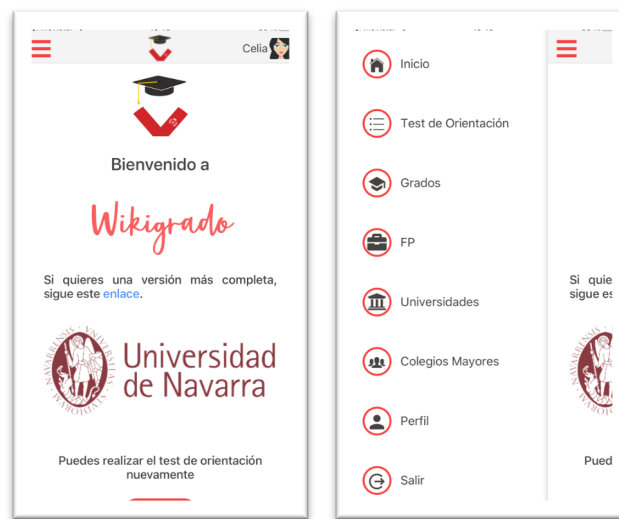 Celia
Bienvenido a
Wikigrado
Si quieres una versión más completa,
sigue este enlace.
Universidad
de Navarra
Puedes realizar el test de orientación
nuevamente
Inicio
Test de Orientación
Grados
FP
Universidades
Colegios Mayores
Perfil
Salir
Si quie
sigue es
Pued